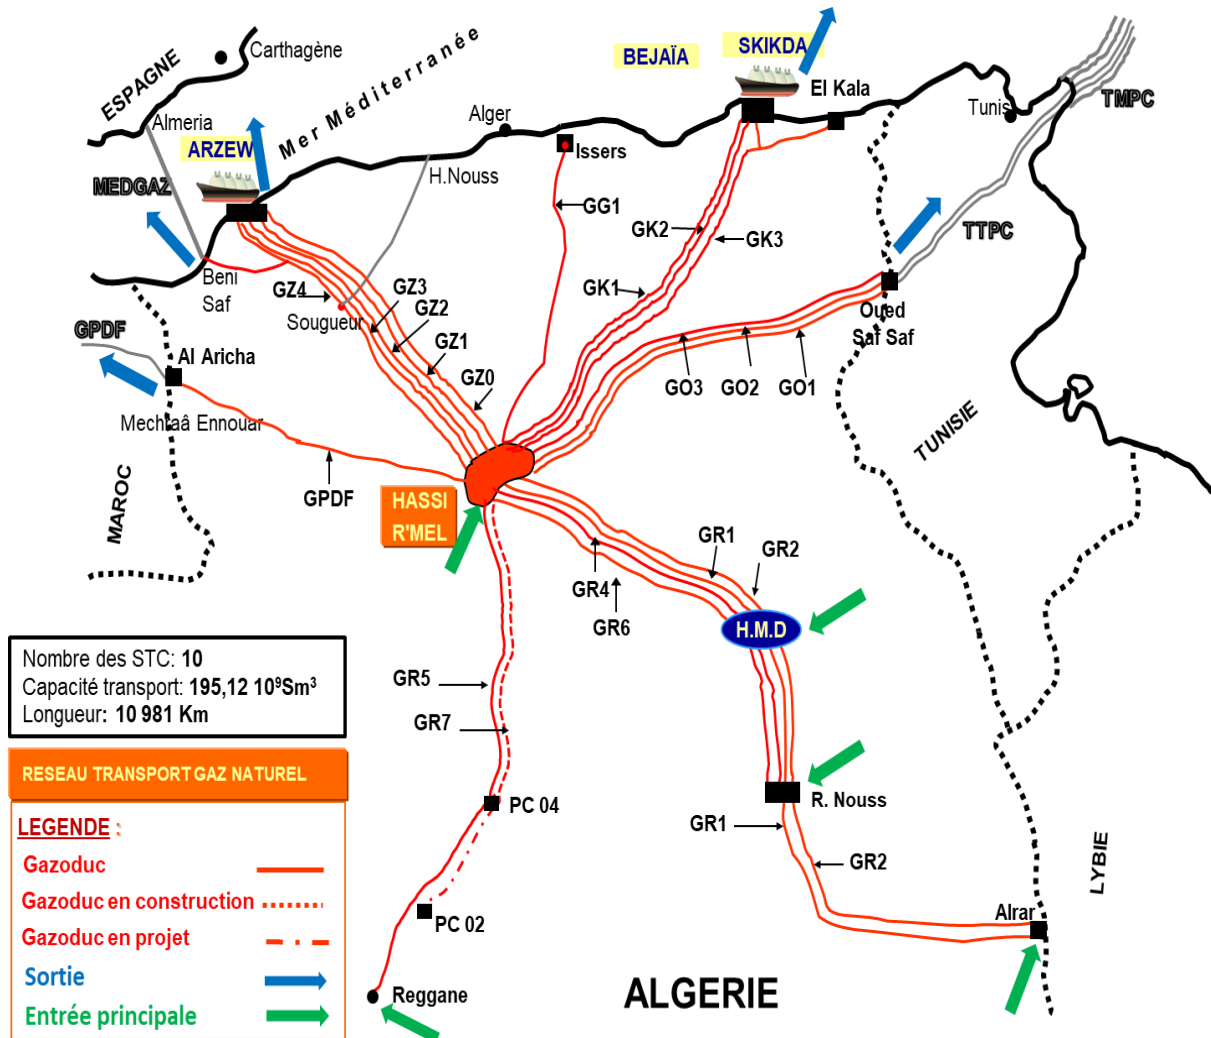 Carthagène
ESPAGNE
Almeria
Mer Méditerranée
ARZEW
MEDGAZ
Alger
H.Nouss
Issers
BEJAÏA
SKIKDA
El Kala
Tunis
TMPC
TTPC
GG1
GK2
GK3
GK1
Beni
Saf
GZ4
Sougueur
GZ3
GZ2
GZ1
GZ0
Oued
Saf Saf
GO3
GO2
GO1
GPDF
Al Aricha
Mechtaâ Ennouar
GPDF
MAROC
TUNISIE
HASSI
R'MEL
GR1
GR2
GR4
GR6
H.M.D
Nombre des STC: 10
Capacité transport: 195,12 10⁹Sm³
Longueur: 10 981 Km
GR5
GR7
PC 04
R. Nouss
GR1
GR2
LYBIE
PC 02
Alrar
Reggane
ALGERIE
RESEAU TRANSPORT GAZ NATUREL
LEGENDE :
Gazoduc
Gazoduc en construction
Gazoduc en projet
Sortie
Entrée principale